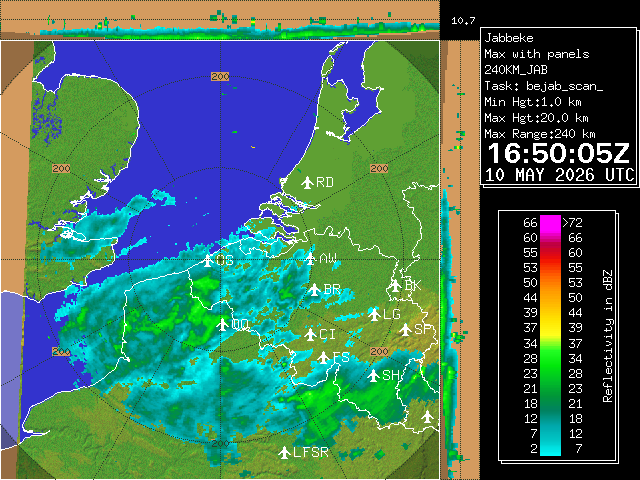 10.7
Jabbeke
Max with panels
240KM_JAB
Task: bejab_scan_
Min Hgt:1.0 km
Max Hgt:20.0 km
Max Range:240 km
16:50:05Z
10 MAY 2026 UTC
200
200
200
RD
OS
AW
BR
BK
LG
CI
SP
FS
200
200
SH
200
LFSR
66 >72
60 66
55 60
53 55
50 53
44 50
39 44
37 39
34 37
28 34
23 28
21 23
18 21
12 18
7 12
2 7
Reflectivity in dBZ